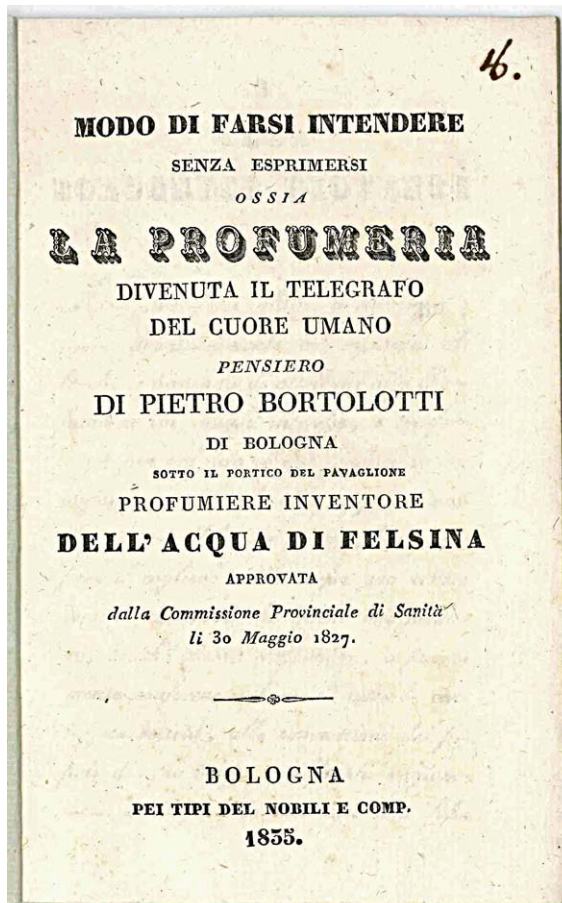 46.
MODO DI FARSI INTENDERE
SENZA ESPRIMERSI
OSSIA
LA PROFUMERIA
DIVENUTA IL TELEGRAFO
DEL CUORE UMANO
PENSIERO
DI PIETRO BORTOLOTTI
DI BOLOGNA
SOTTO IL PORTICO DEL PAVAGLIONE
PROFUMIERE INVENTORE
DELL' ACQUA DI FELSINA
APPROVATA
dalla Commissione Provinciale di Sanità
li 30 Maggio 1827.
BOLOGNA
PEI TIPI DEL NOBILI E COMP.
1835.